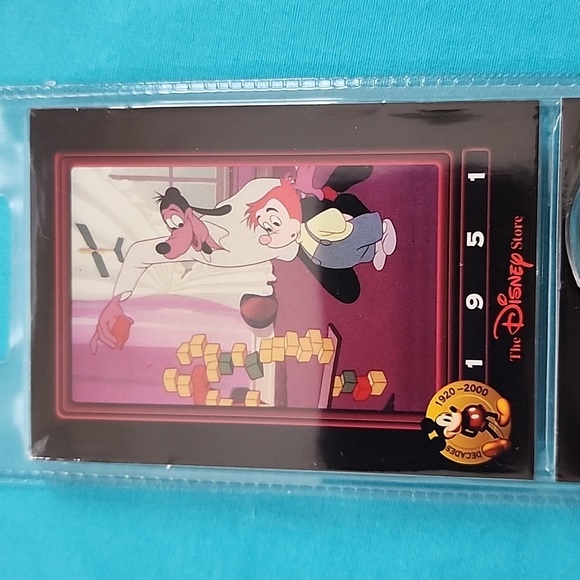 1951
The DISNEY Store
1920-2000
DECADES